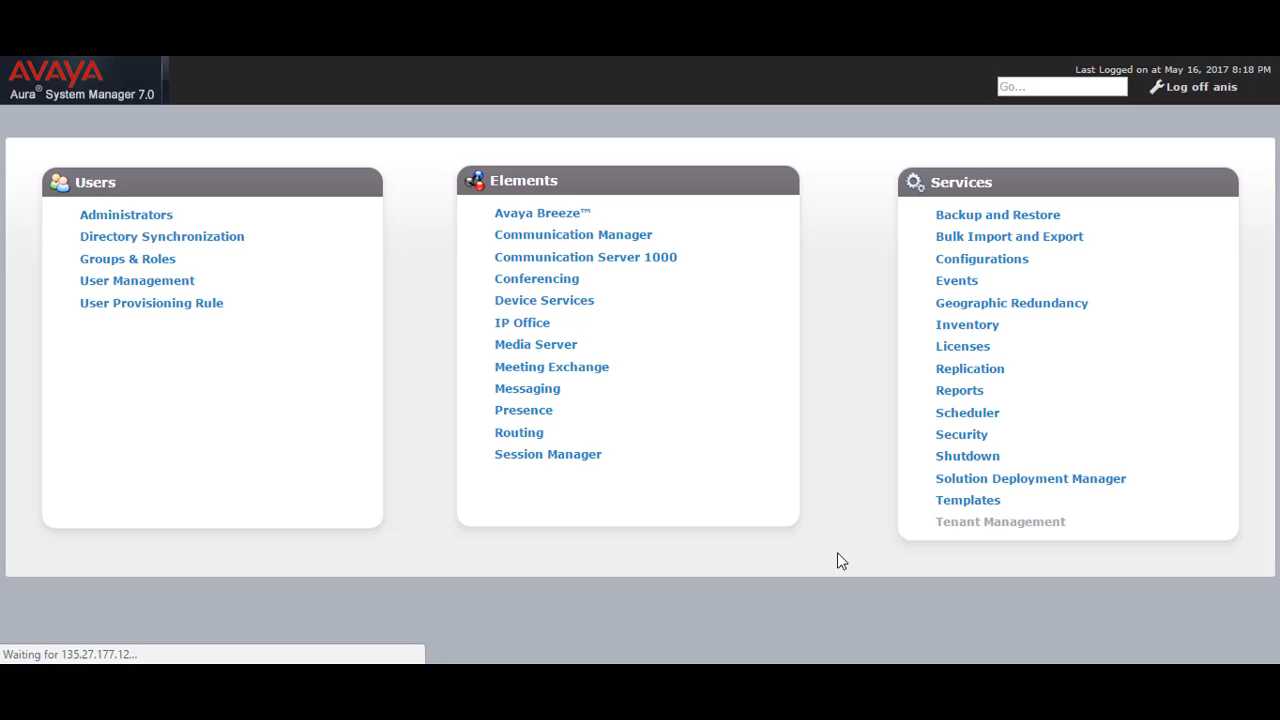 AVAYA
Aura® System Manager 7.0
Last Logged on at May 16, 2017 8:18 PM
Go...
Log off anis
Users
Administrators
Directory Synchronization
Groups & Roles
User Management
User Provisioning Rule
Elements
Avaya Breeze™
Communication Manager
Communication Server 1000
Conferencing
Device Services
IP Office
Media Server
Meeting Exchange
Messaging
Presence
Routing
Session Manager
Services
Backup and Restore
Bulk Import and Export
Configurations
Events
Geographic Redundancy
Inventory
Licenses
Replication
Reports
Scheduler
Security
Shutdown
Solution Deployment Manager
Templates
Tenant Management
Waiting for 135.27.177.12...